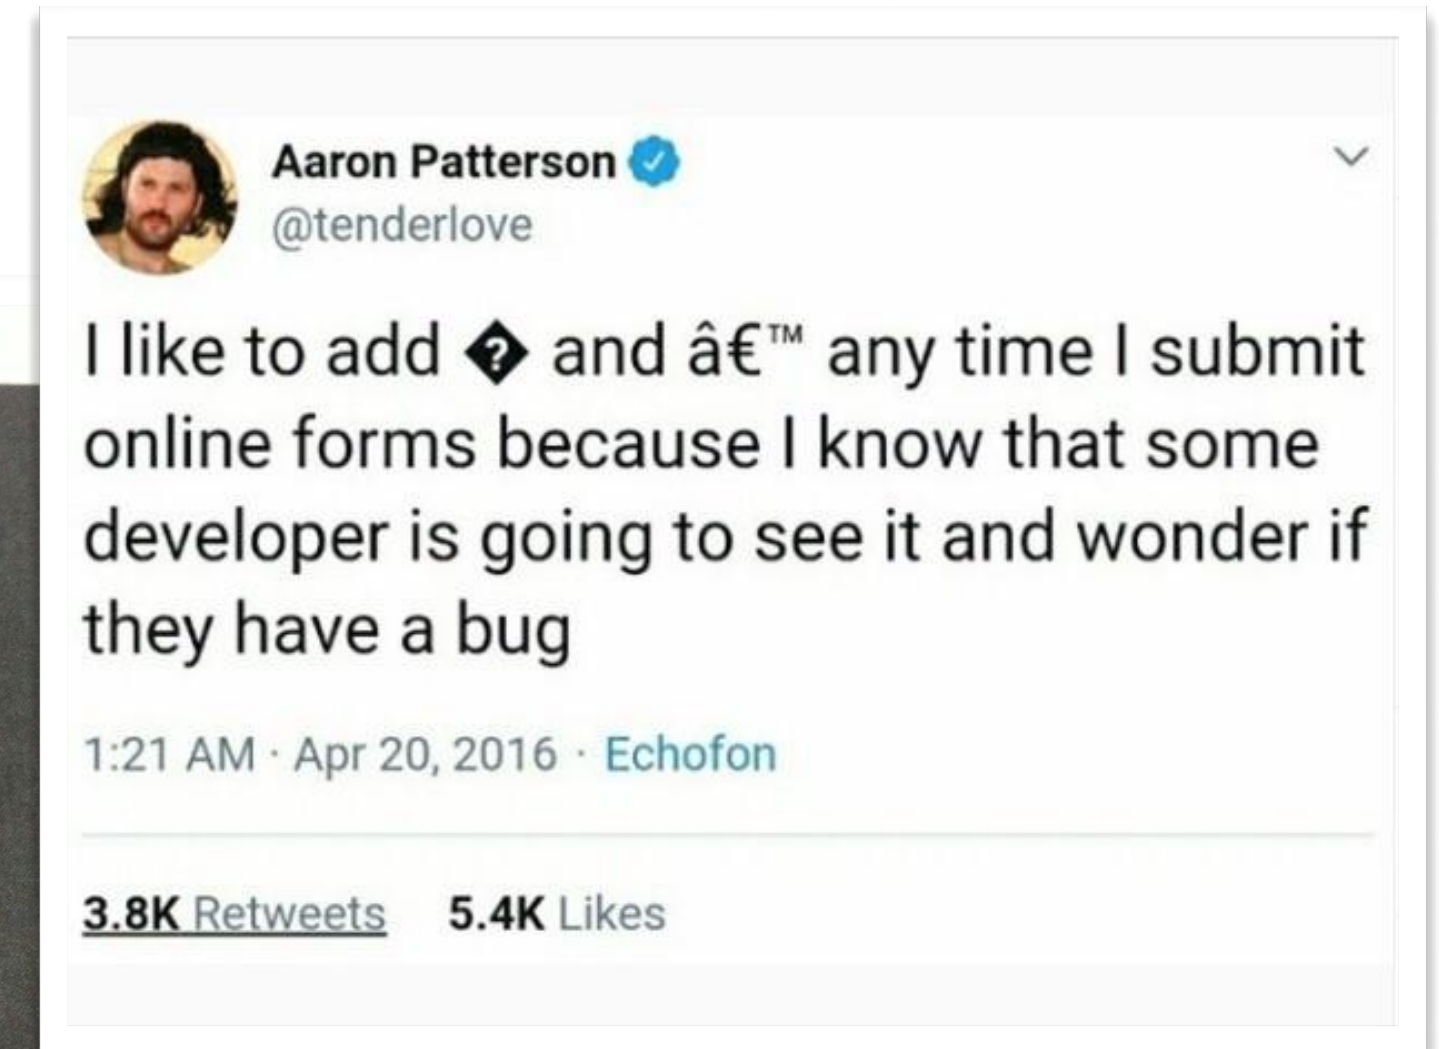 Aaron Patterson
@tenderlove
I like to add � and â€™ any time I submit
online forms because I know that some
developer is going to see it and wonder if
they have a bug
1:21 AM · Apr 20, 2016 · Echofon
3.8K Retweets 5.4K Likes